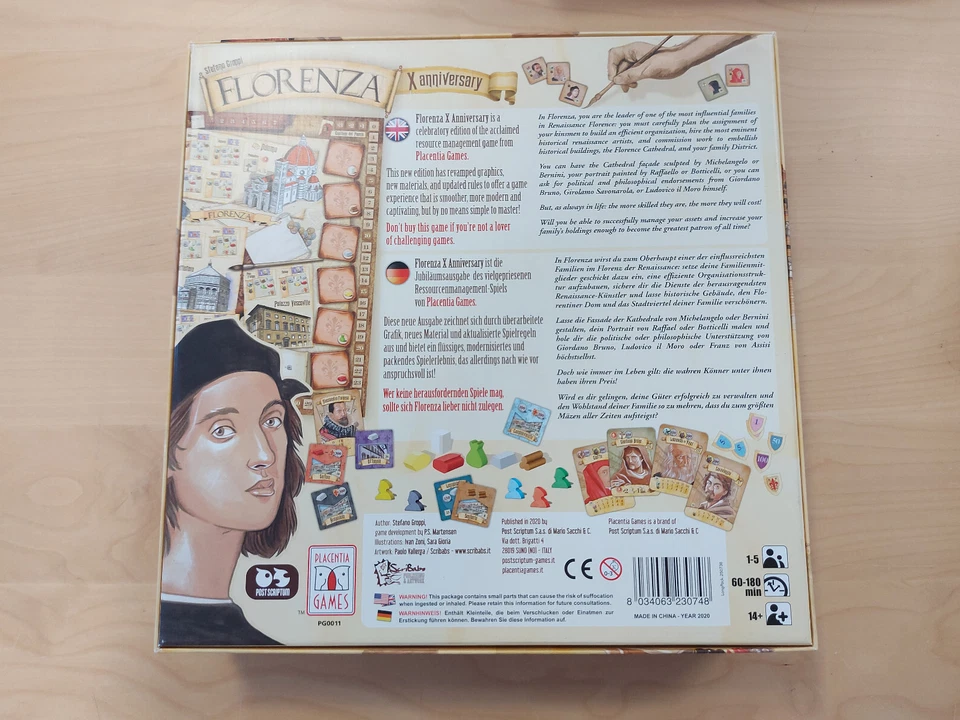 Stefano Groppi
FLORENZA
X anniversary
Florenza X Anniversary is a
celebratory edition of the acclaimed
resource management game from
Placentia Games.
This new edition has revamped graphics,
new materials, and updated rules to offer a game
experience that is smoother, more modern and
captivating, but by no means simple to master!
Don't buy this game if you're not a lover
of challenging games.
In Florenza, you are the leader of one of the most influential families
in Renaissance Florence: you must carefully plan the assignment of
your kinsmen to build an efficient organization, hire the most eminent
historical renaissance artists, and commission work to embellish
historical buildings, the Florence Cathedral, and your family District.
You can have the Cathedral façade sculpted by Michelangelo or
Bernini, your portrait painted by Raffaello or Botticelli, or you can
ask for political and philosophical endorsements from Giordano
Bruno, Girolamo Savonarola, or Ludovico il Moro himself.
But, as always in life: the more skilled they are, the more they will cost!
Will you be able to successfully manage your assets and increase your
family's holdings enough to become the greatest patron of all time?
Florenza X Anniversary ist die
Jubiläumsausgabe des vielgepriesenen
Ressourcenmanagement-Spiels
von Placentia Games.
Diese neue Ausgabe zeichnet sich durch überarbeitete
Grafik, neues Material und aktualisierte Spielregeln
aus und bietet ein flüssiges, modernisiertes und
packendes Spielerlebnis, das allerdings nach wie vor
anspruchsvoll ist!
Wer keine herausfordernden Spiele mag,
sollte sich Florenza lieber nicht zulegen.
In Florenza wirst du zum Oberhaupt einer der einflussreichsten
Familien im Florenz der Renaissance: setze deine Familienmit-
glieder geschickt dazu ein, eine effiziente Organisationsstruk-
tur aufzubauen, sichere dir die Dienste der herausragendsten
Renaissance-Künstler und lasse historische Gebäude, den Flo-
rentiner Dom und das Stadtviertel deiner Familie verschönern.
Lasse die Fassade der Kathedrale von Michelangelo oder Bernini
gestalten, dein Portrait von Raffael oder Botticelli malen und
hole dir die politische oder philosophische Unterstützung von
Giordano Bruno, Ludovico il Moro oder Franz von Assisi
höchstselbst.
Doch wie immer im Leben gilt: die wahren Könner unter ihnen
haben ihren Preis!
Wird es dir gelingen, deine Güter erfolgreich zu verwalten und
den Wohlstand deiner Familie so zu mehren, dass du zum größten
Mäzen aller Zeiten aufsteigst?
FLORENZA
Palazzo Vescovile
100
Author: Stefano Groppi,
game development by P.S. Martensen
Illustrations: Ivan Zoni, Sara Gioria
Artwork: Paolo Vallerga / Scribabs - www.scribabs.it
Scribabs
Published in 2020 by
Post Scriptum S.a.s. di Mario Sacchi & C.
Via dott. Brigatti 4
28019 SUNO (NO) - ITALY
postscriptum-games.it
placentiagames.it
Placentia Games is a brand of
Post Scriptum S.a.s. di Mario Sacchi & C.
CE
0-3
8 034063 230748
MADE IN CHINA - YEAR 2020
WARNING! This package contains small parts that can cause the risk of suffocation
when ingested or inhaled. Please retain this information for future consultations.
WARNHINWEIS! Enthält Kleinteile, die beim Verschlucken oder Einatmen zur
Erstickung führen können. Bewahren Sie diese Information auf.
POST SCRIPTUM
PLACENTIA
GAMES
TM
PG0011
1-5
60-180
min
14+